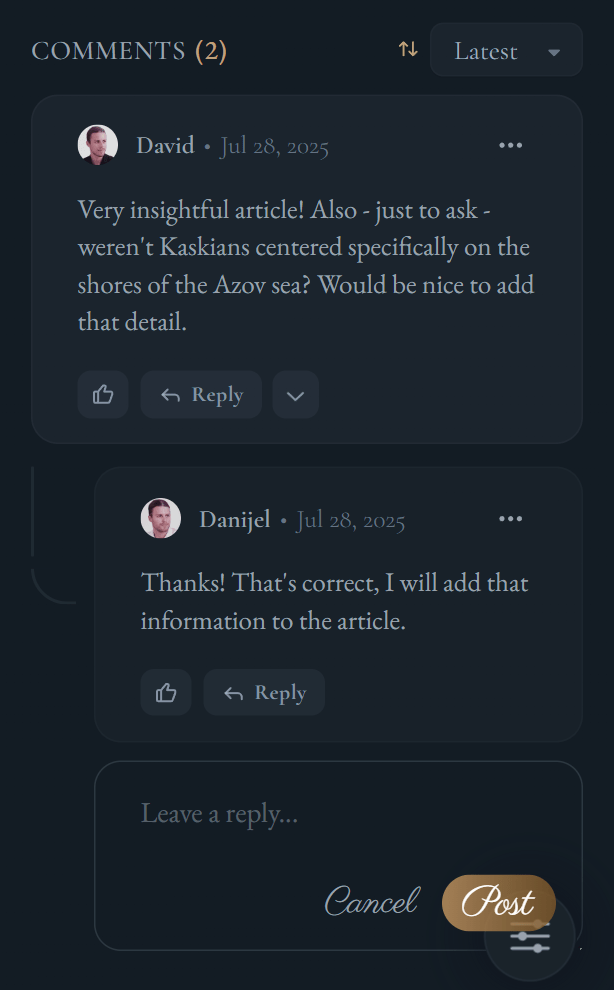 COMMENTS (2)
Latest
David • Jul 28, 2025
Very insightful article! Also - just to ask -
weren't Kaskians centered specifically on the
shores of the Azov sea? Would be nice to add
that detail.
Reply
Danijel • Jul 28, 2025
Thanks! That's correct, I will add that
information to the article.
Reply
Leave a reply...
Cancel
Post